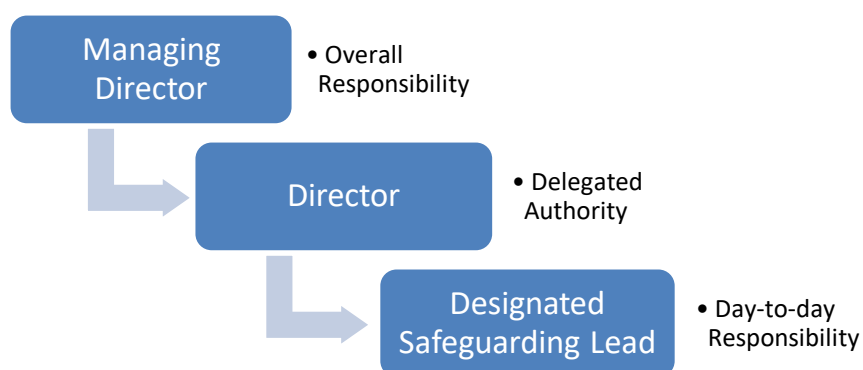 Managing
Director
• Overall
Responsibility
Director
• Delegated
Authority
Designated
Safeguarding Lead
• Day-to-day
Responsibility